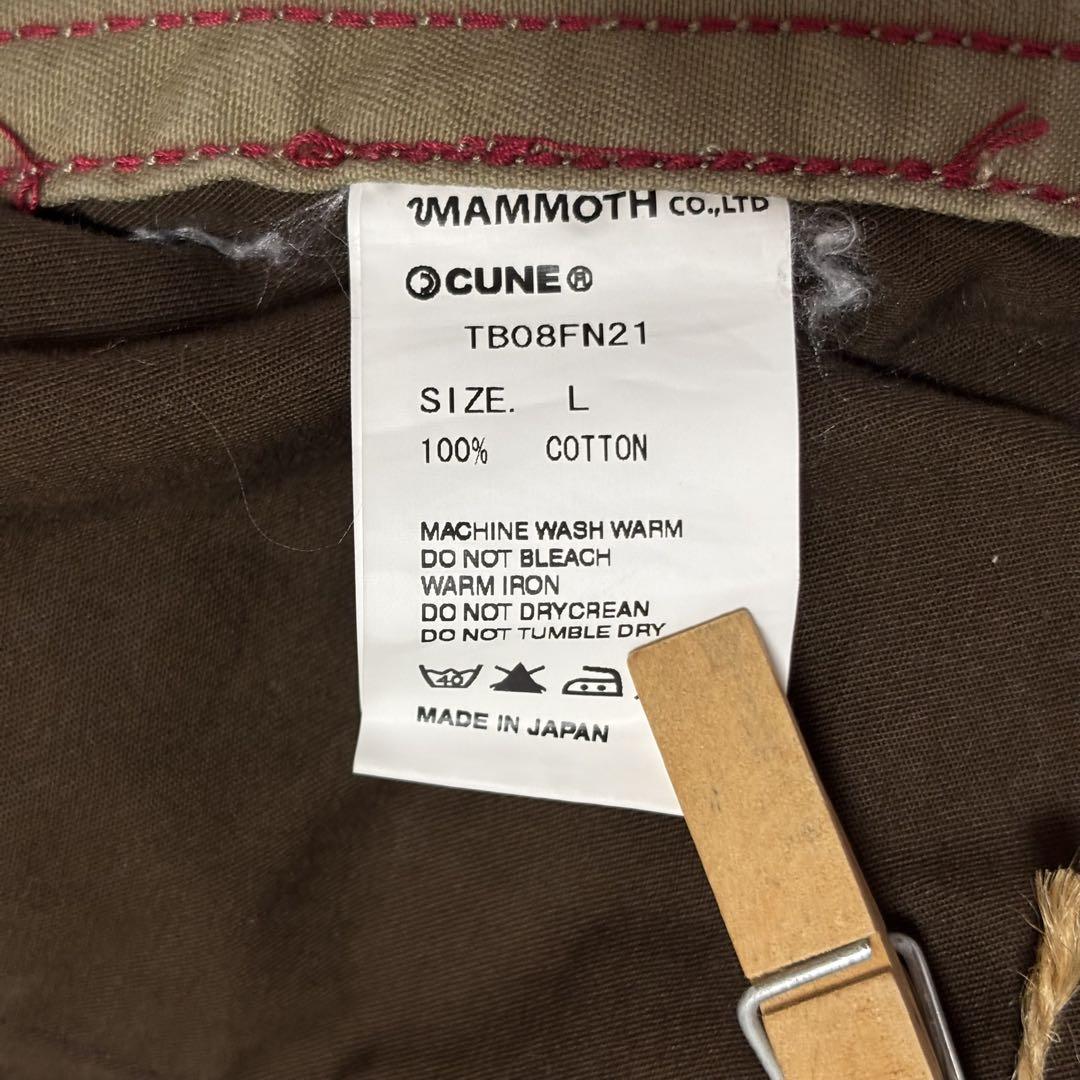 MAMMOTH CO.,LTD
CUNE®
TB08FN21
SIZE. L
100% COTTON
MACHINE WASH WARM
DO NOT BLEACH
WARM IRON
DO NOT DRYCREAN
DO NOT TUMBLE DRY
40
MADE IN JAPAN